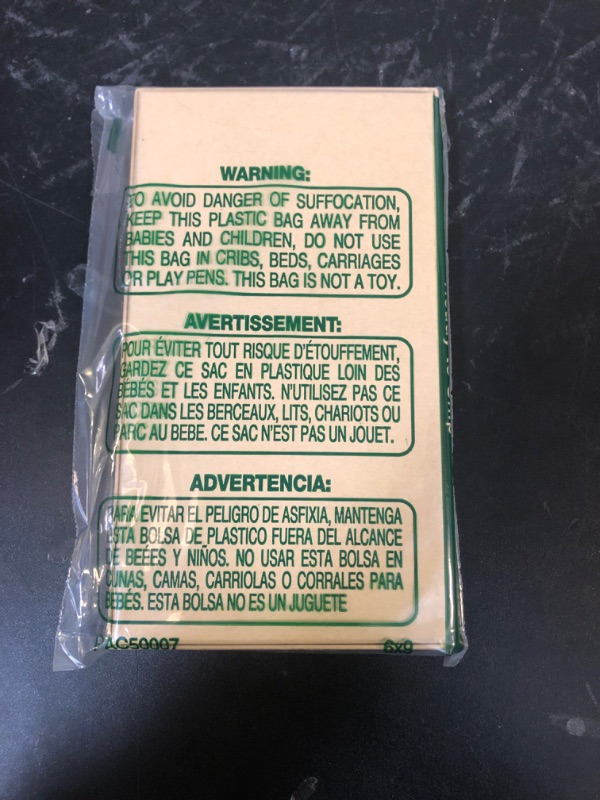 WARNING:
TO AVOID DANGER OF SUFFOCATION,
KEEP THIS PLASTIC BAG AWAY FROM
BABIES AND CHILDREN, DO NOT USE
THIS BAG IN CRIBS, BEDS, CARRIAGES
OR PLAY PENS. THIS BAG IS NOT A TOY.
AVERTISSEMENT:
POUR ÉVITER TOUT RISQUE D'ÉTOUFFEMENT,
GARDEZ CE SAC EN PLASTIQUE LOIN DES
BÉBÉS ET LES ENFANTS. N'UTILISEZ PAS CE
SAC DANS LES BERCEAUX, LITS, CHARIOTS OU
PARC AU BEBE. CE SAC N'EST PAS UN JOUET.
ADVERTENCIA:
PARA EVITAR EL PELIGRO DE ASFIXIA, MANTENGA
ESTA BOLSA DE PLASTICO FUERA DEL ALCANCE
DE BEÉES Y NIÑOS. NO USAR ESTA BOLSA EN
CUNAS, CAMAS, CARRIOLAS O CORRALES PARA
BEBÉS. ESTA BOLSA NO ES UN JUGUETE
PAC50007 6x9